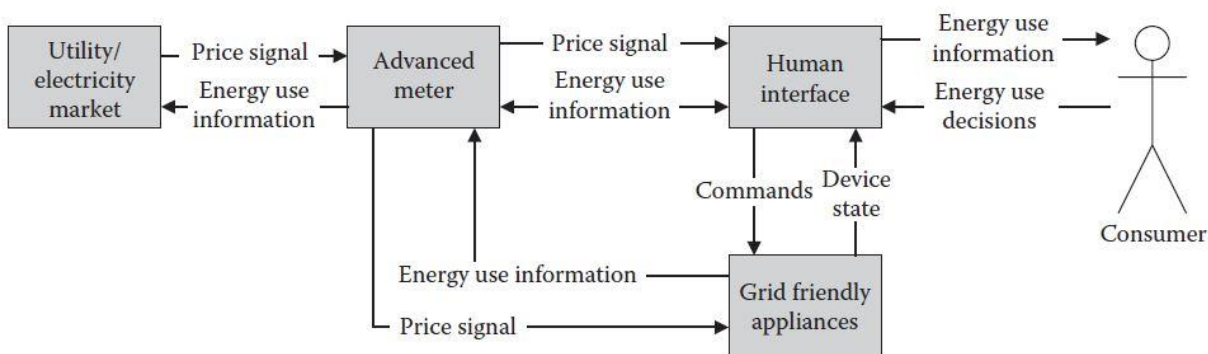 Utility/
electricity
market
Price signal
Energy use
information
Advanced
meter
Price signal
Energy use
information
Human
interface
Energy use
information
Energy use
decisions
Consumer
Commands
Device
state
Energy use information
Price signal
Grid friendly
appliances